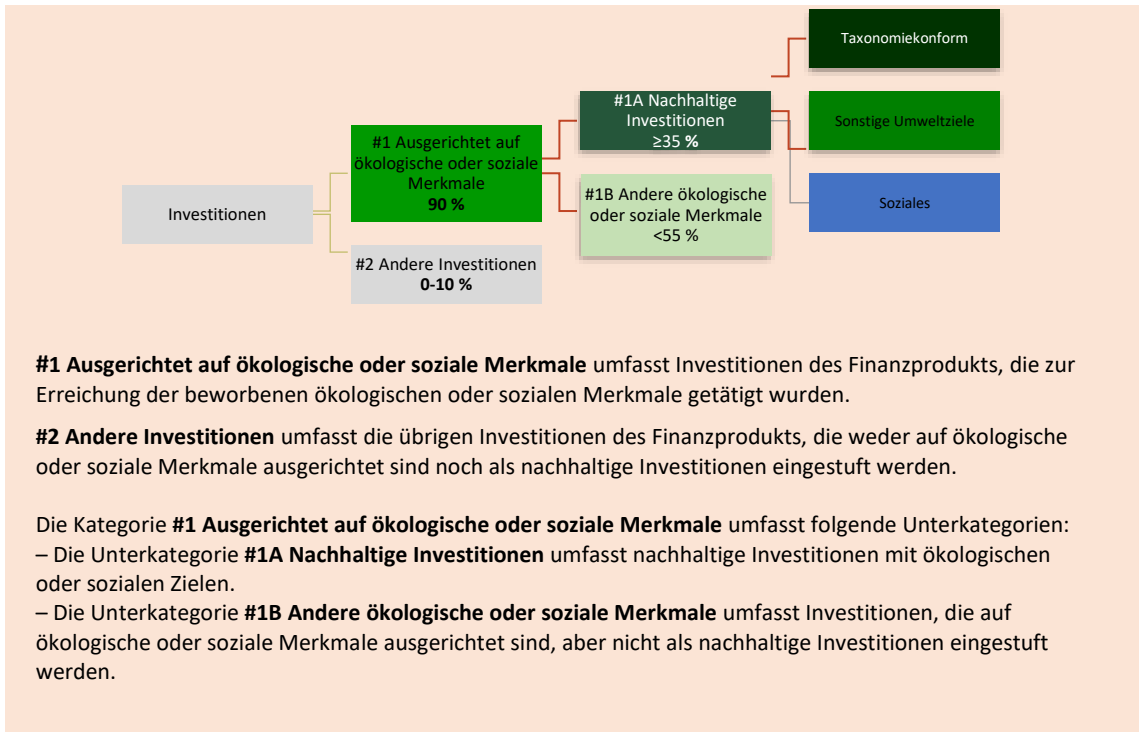 Taxonomiekonform
#1A Nachhaltige
Investitionen
≥35 %
Sonstige Umweltziele
#1 Ausgerichtet auf
ökologische oder soziale
Merkmale
90 %
#1B Andere ökologische
oder soziale Merkmale
<55 %
Soziales
Investitionen
#2 Andere Investitionen
0-10 %
#1 Ausgerichtet auf ökologische oder soziale Merkmale umfasst Investitionen des Finanzprodukts, die zur
Erreichung der beworbenen ökologischen oder sozialen Merkmale getätigt wurden.
#2 Andere Investitionen umfasst die übrigen Investitionen des Finanzprodukts, die weder auf ökologische
oder soziale Merkmale ausgerichtet sind noch als nachhaltige Investitionen eingestuft werden.
Die Kategorie #1 Ausgerichtet auf ökologische oder soziale Merkmale umfasst folgende Unterkategorien:
– Die Unterkategorie #1A Nachhaltige Investitionen umfasst nachhaltige Investitionen mit ökologischen
oder sozialen Zielen.
– Die Unterkategorie #1B Andere ökologische oder soziale Merkmale umfasst Investitionen, die auf
ökologische oder soziale Merkmale ausgerichtet sind, aber nicht als nachhaltige Investitionen eingestuft
werden.